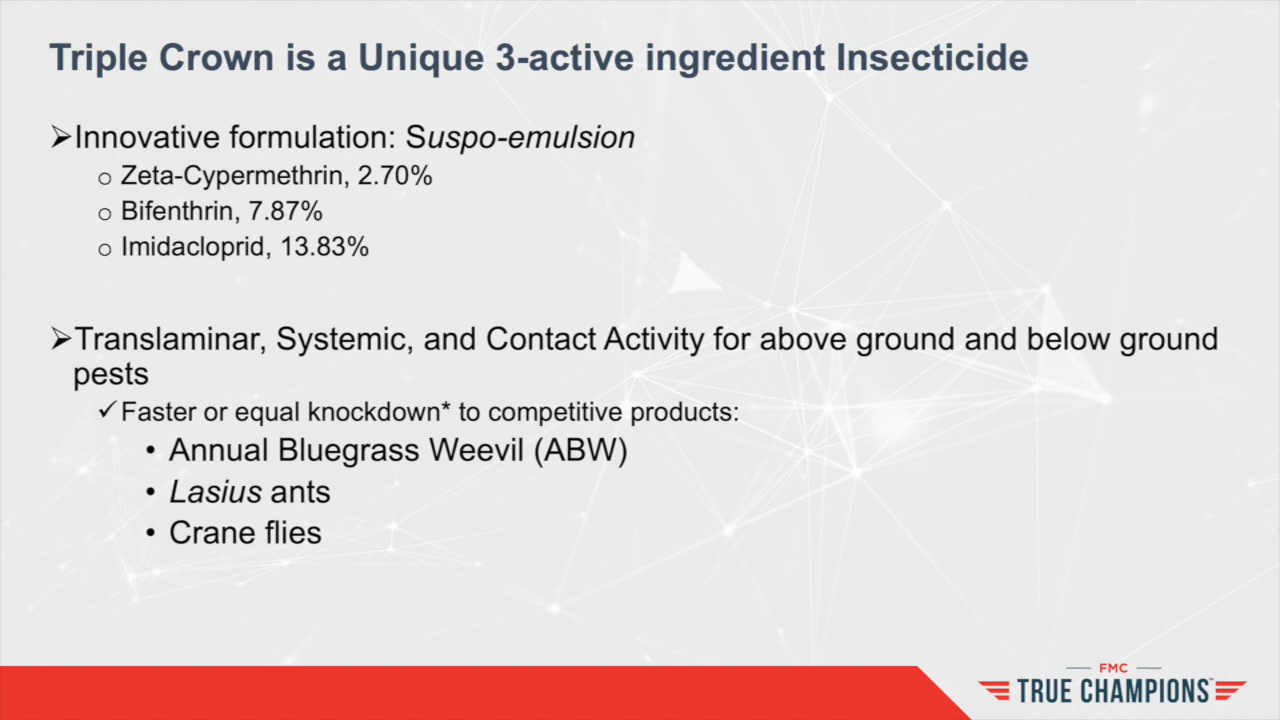 Triple Crown is a Unique 3-active ingredient Insecticide
➢Innovative formulation: Suspo-emulsion
o Zeta-Cypermethrin, 2.70%
o Bifenthrin, 7.87%
o Imidacloprid, 13.83%
➢Translaminar, Systemic, and Contact Activity for above ground and below ground
pests
✓Faster or equal knockdown* to competitive products:
• Annual Bluegrass Weevil (ABW)
• Lasius ants
• Crane flies
FMC
TRUE CHAMPIONS™